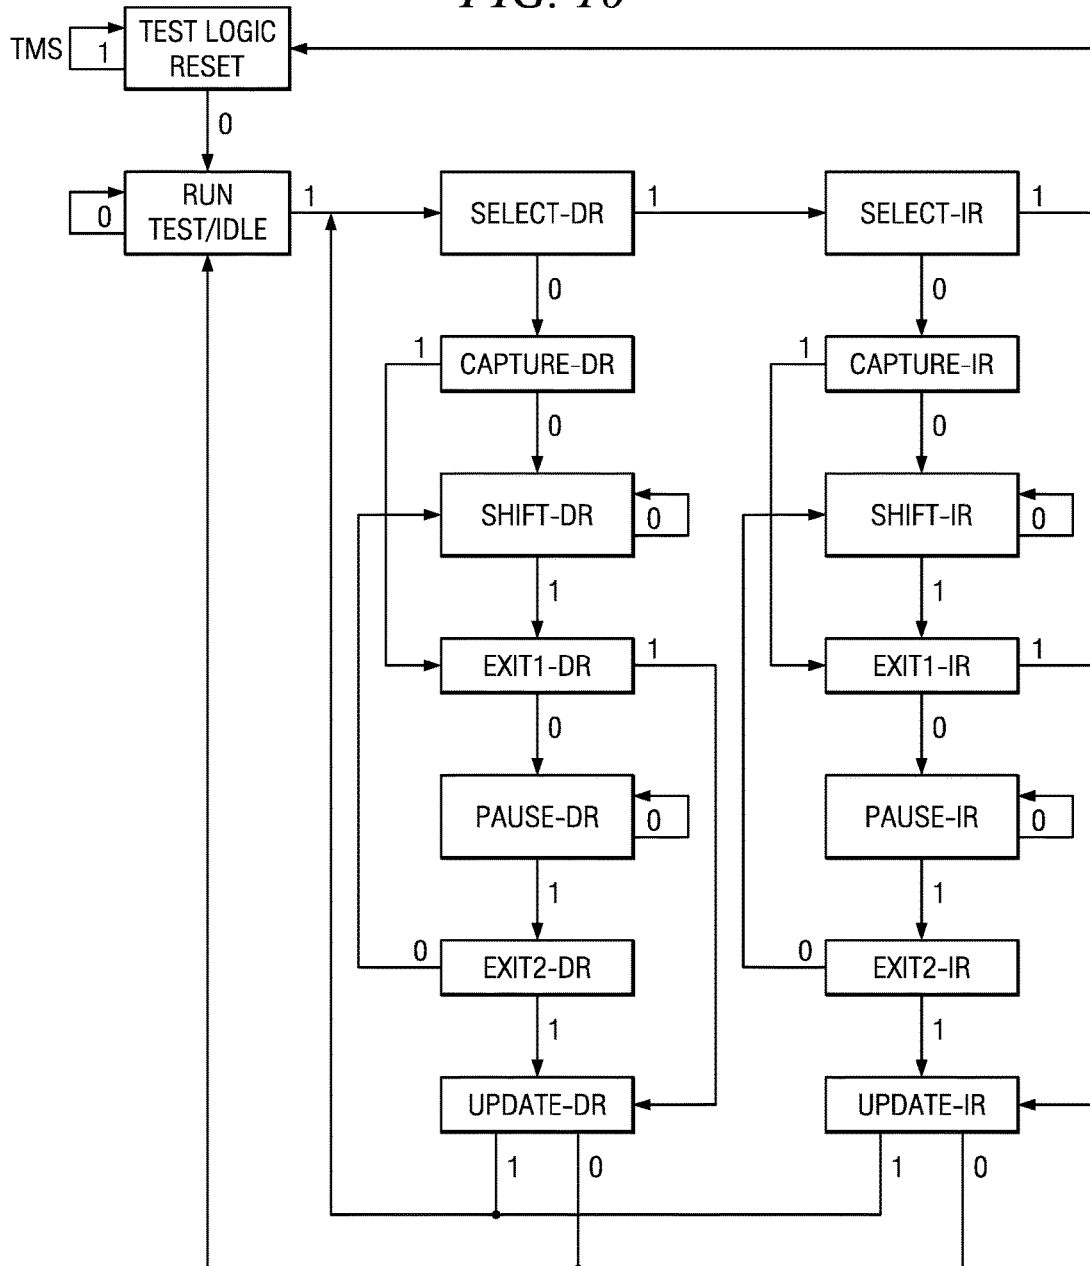 FIG. 10
TMS
1
TEST LOGIC
RESET
0
0
RUN
TEST/IDLE
1
SELECT-DR
1
SELECT-IR
1
0
0
1
CAPTURE-DR
1
CAPTURE-IR
0
0
SHIFT-DR
0
SHIFT-IR
0
1
1
EXIT1-DR
1
EXIT1-IR
1
0
0
PAUSE-DR
0
PAUSE-IR
0
1
1
0
EXIT2-DR
0
EXIT2-IR
1
1
UPDATE-DR
UPDATE-IR
1
0
1
0